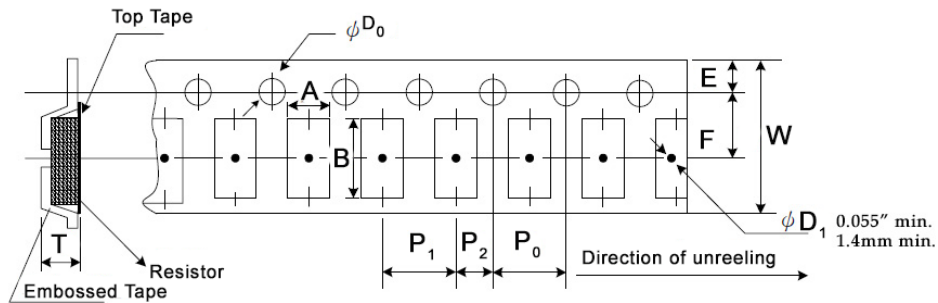 Top Tape
ϕD₀
A
B
E
F
W
T
P₁
P₂
P₀
ϕD₁ 0.055″ min.
1.4mm min.
Direction of unreeling
Resistor
Embossed Tape